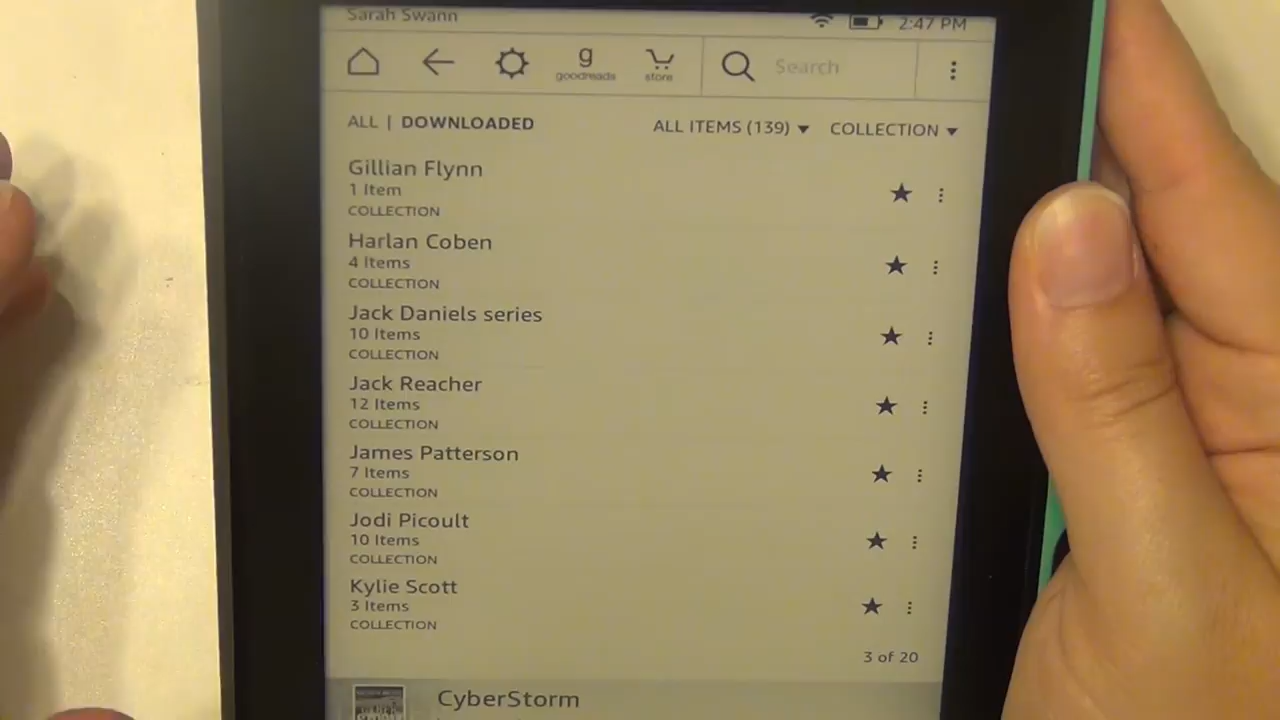 Sarah Swann
2:47 PM
goodreads
store
Search
ALL | DOWNLOADED
ALL ITEMS (139)
COLLECTION
Gillian Flynn
1 Item
COLLECTION
Harlan Coben
4 Items
COLLECTION
Jack Daniels series
10 Items
COLLECTION
Jack Reacher
12 Items
COLLECTION
James Patterson
7 Items
COLLECTION
Jodi Picoult
10 Items
COLLECTION
Kylie Scott
3 Items
COLLECTION
3 of 20
CyberStorm